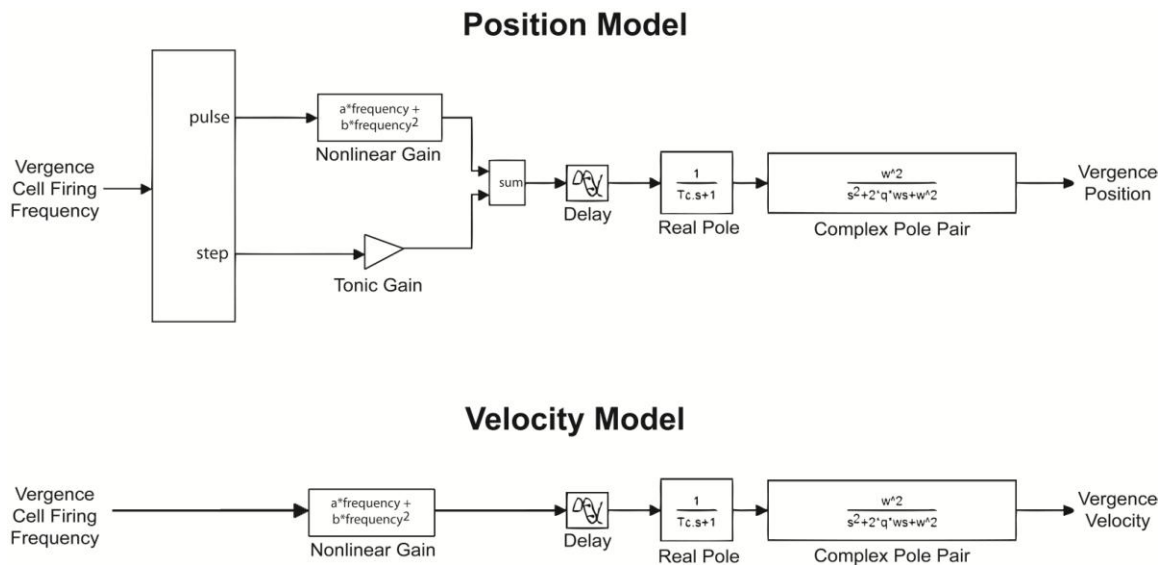 Position Model
pulse
a*frequency +
b*frequency²
Nonlinear Gain
Vergence
Cell Firing
Frequency
sum
Delay
1
Tc.s+1
Real Pole
w^2
s²+2*q*ws+w^2
Complex Pole Pair
Vergence
Position
step
Tonic Gain
Velocity Model
Vergence
Cell Firing
Frequency
a*frequency +
b*frequency²
Nonlinear Gain
Delay
1
Tc.s+1
Real Pole
w^2
s²+2*q*ws+w^2
Complex Pole Pair
Vergence
Velocity